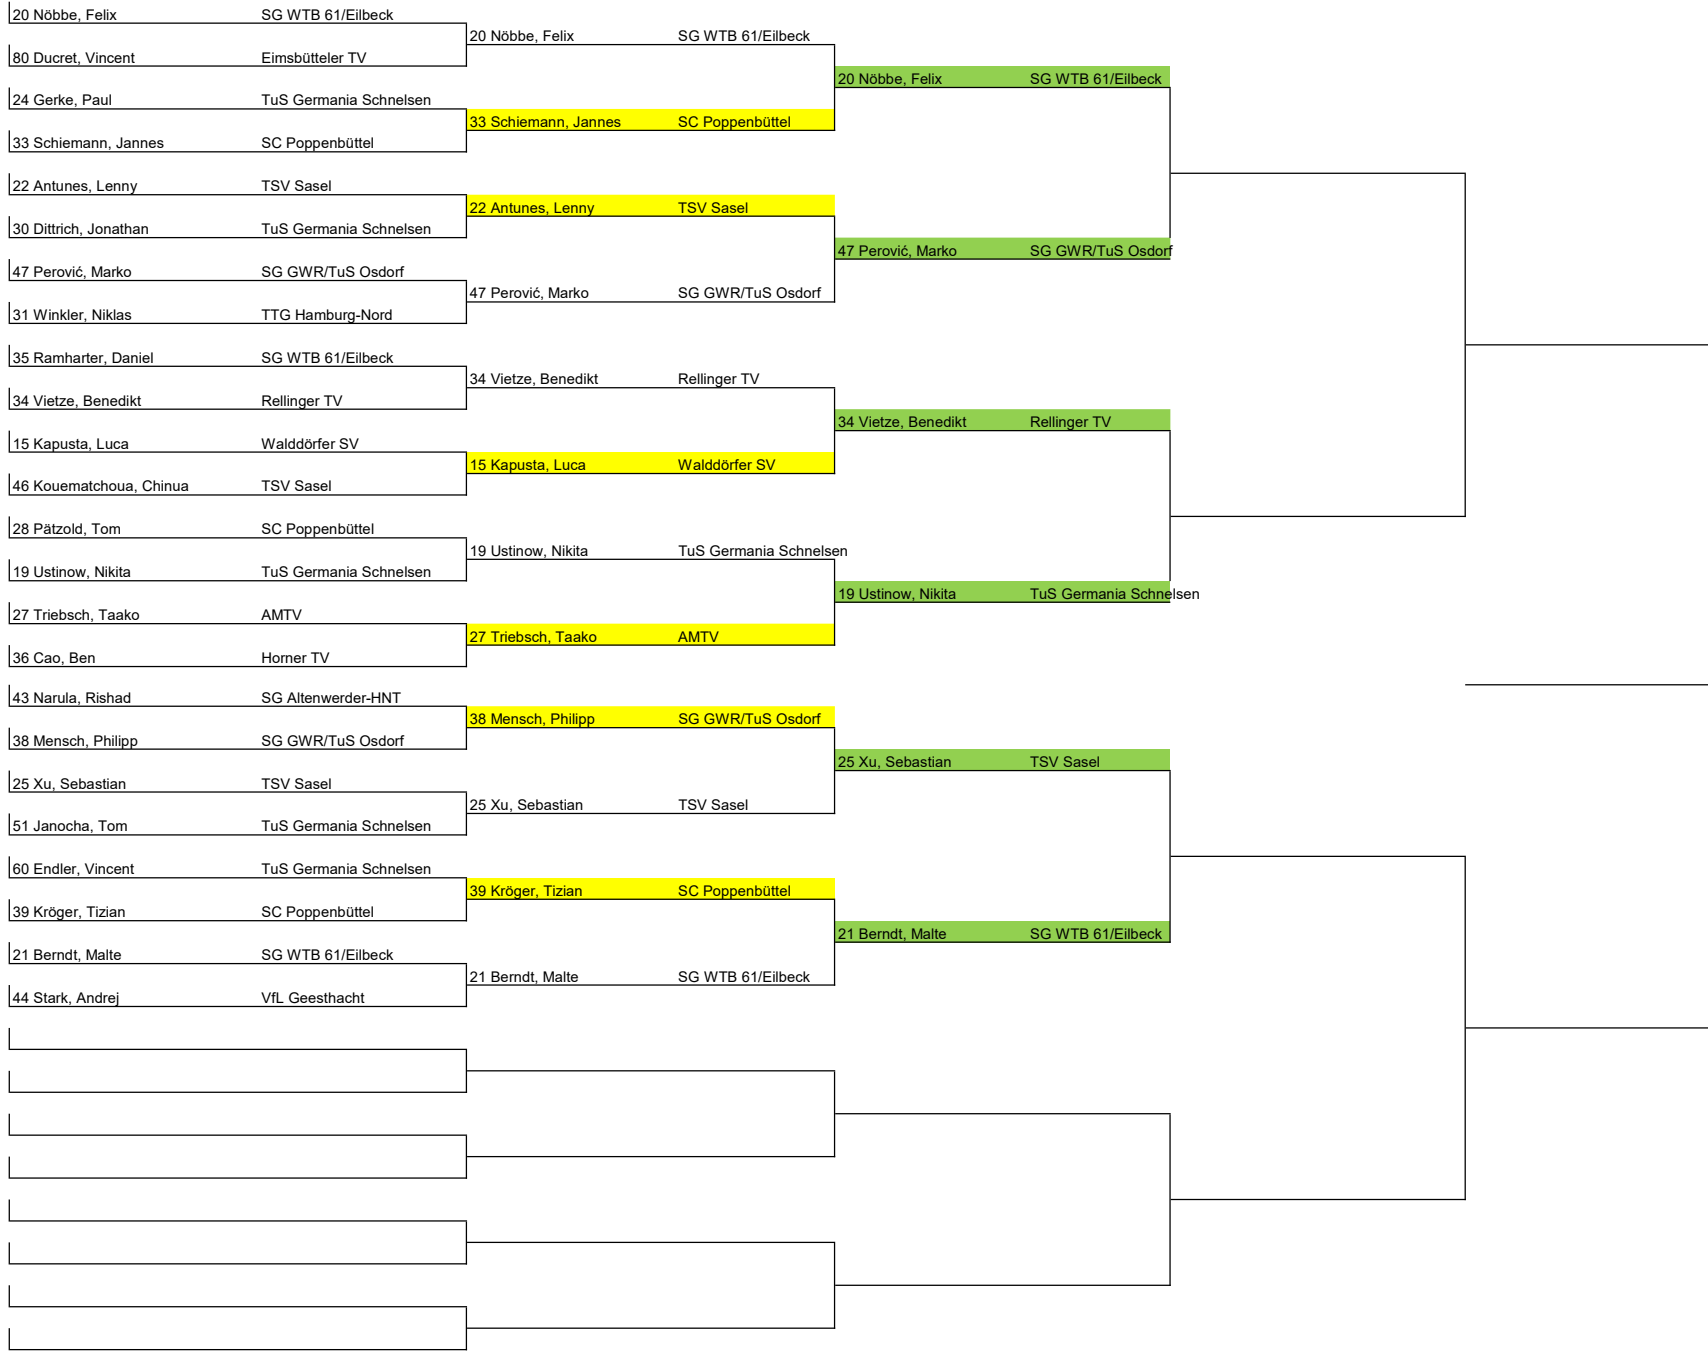 20 Nöbbe, Felix SG WTB 61/Eilbeck
20 Nöbbe, Felix SG WTB 61/Eilbeck
80 Ducret, Vincent Eimsbütteler TV
20 Nöbbe, Felix SG WTB 61/Eilbeck
24 Gerke, Paul TuS Germania Schnelsen
33 Schiemann, Jannes SC Poppenbüttel
33 Schiemann, Jannes SC Poppenbüttel
22 Antunes, Lenny TSV Sasel
22 Antunes, Lenny TSV Sasel
30 Dittrich, Jonathan TuS Germania Schnelsen
47 Perović, Marko SG GWR/TuS Osdorf
47 Perović, Marko SG GWR/TuS Osdorf
47 Perović, Marko SG GWR/TuS Osdorf
31 Winkler, Niklas TTG Hamburg-Nord
35 Ramharter, Daniel SG WTB 61/Eilbeck
34 Vietze, Benedikt Rellinger TV
34 Vietze, Benedikt Rellinger TV
34 Vietze, Benedikt Rellinger TV
15 Kapusta, Luca Walddörfer SV
15 Kapusta, Luca Walddörfer SV
46 Kouematchoua, Chinua TSV Sasel
28 Pätzold, Tom SC Poppenbüttel
19 Ustinow, Nikita TuS Germania Schnelsen
19 Ustinow, Nikita TuS Germania Schnelsen
19 Ustinow, Nikita TuS Germania Schnelsen
27 Triebsch, Taako AMTV
27 Triebsch, Taako AMTV
36 Cao, Ben Horner TV
43 Narula, Rishad SG Altenwerder-HNT
38 Mensch, Philipp SG GWR/TuS Osdorf
38 Mensch, Philipp SG GWR/TuS Osdorf
25 Xu, Sebastian TSV Sasel
25 Xu, Sebastian TSV Sasel
25 Xu, Sebastian TSV Sasel
51 Janocha, Tom TuS Germania Schnelsen
60 Endler, Vincent TuS Germania Schnelsen
39 Kröger, Tizian SC Poppenbüttel
39 Kröger, Tizian SC Poppenbüttel
21 Berndt, Malte SG WTB 61/Eilbeck
21 Berndt, Malte SG WTB 61/Eilbeck
21 Berndt, Malte SG WTB 61/Eilbeck
44 Stark, Andrej VfL Geesthacht